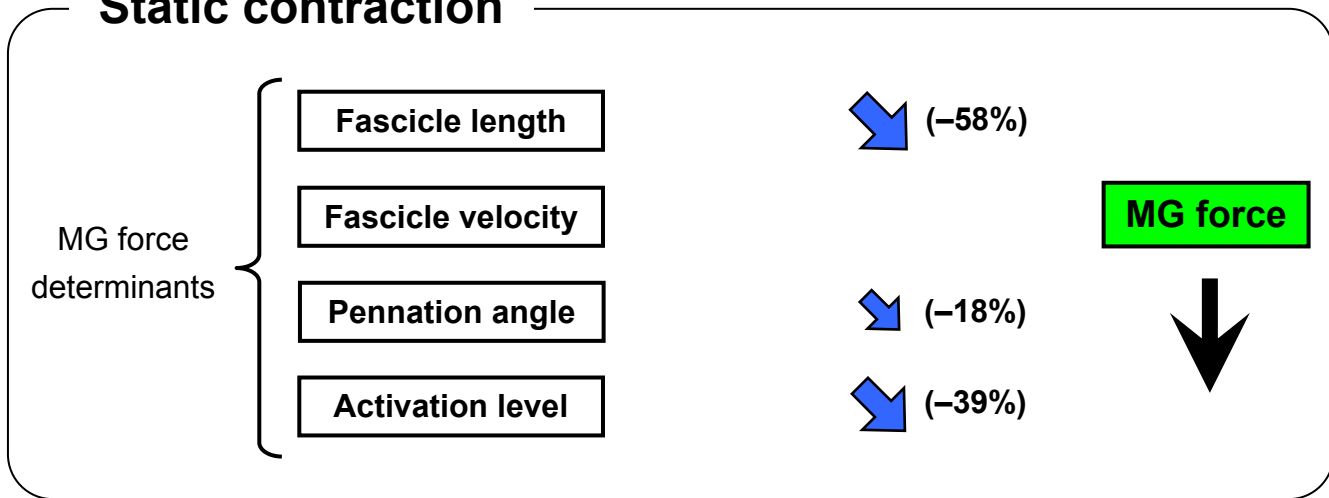 Static contraction
Fascicle length
(–58%)
Fascicle velocity
MG force
MG force
determinants
Pennation angle
(–18%)
Activation level
(–39%)